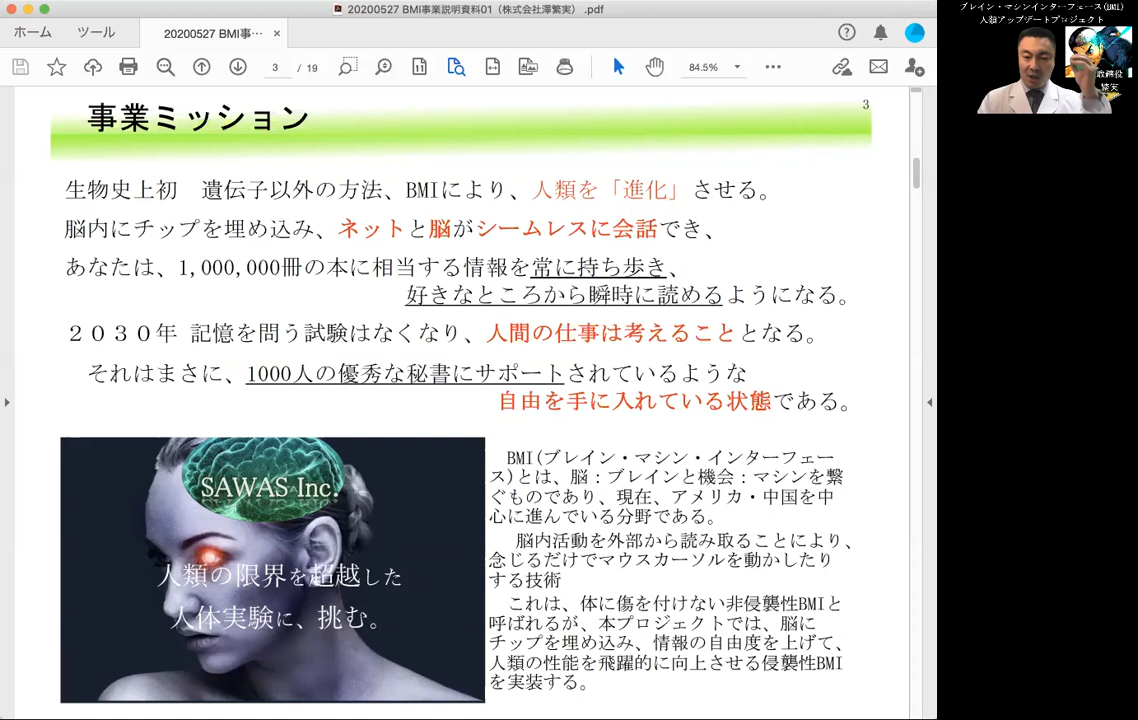 20200527 BMI事業説明資料01（株式会社澤繁実）.pdf
ホーム
ツール
20200527 BMI事… ×
3 / 19
84.5%
ブレイン・マシンインターフェース(BMI)
人類アップデートプロジェクト
取締役
繁実
事業ミッション
3
生物史上初　遺伝子以外の方法、BMIにより、人類を「進化」させる。
脳内にチップを埋め込み、ネットと脳がシームレスに会話でき、
あなたは、1,000,000冊の本に相当する情報を常に持ち歩き、
好きなところから瞬時に読めるようになる。
２０３０年 記憶を問う試験はなくなり、人間の仕事は考えることとなる。
それはまさに、1000人の優秀な秘書にサポートされているような
自由を手に入れている状態である。
SAWAS Inc.
人類の限界を超越した
人体実験に、挑む。
BMI(ブレイン・マシン・インターフェー
ス)とは、脳：ブレインと機会：マシンを繋
ぐものであり、現在、アメリカ・中国を中
心に進んでいる分野である。
脳内活動を外部から読み取ることにより、
念じるだけでマウスカーソルを動かしたり
する技術
これは、体に傷を付けない非侵襲性BMIと
呼ばれるが、本プロジェクトでは、脳に
チップを埋め込み、情報の自由度を上げて、
人類の性能を飛躍的に向上させる侵襲性BMI
を実装する。